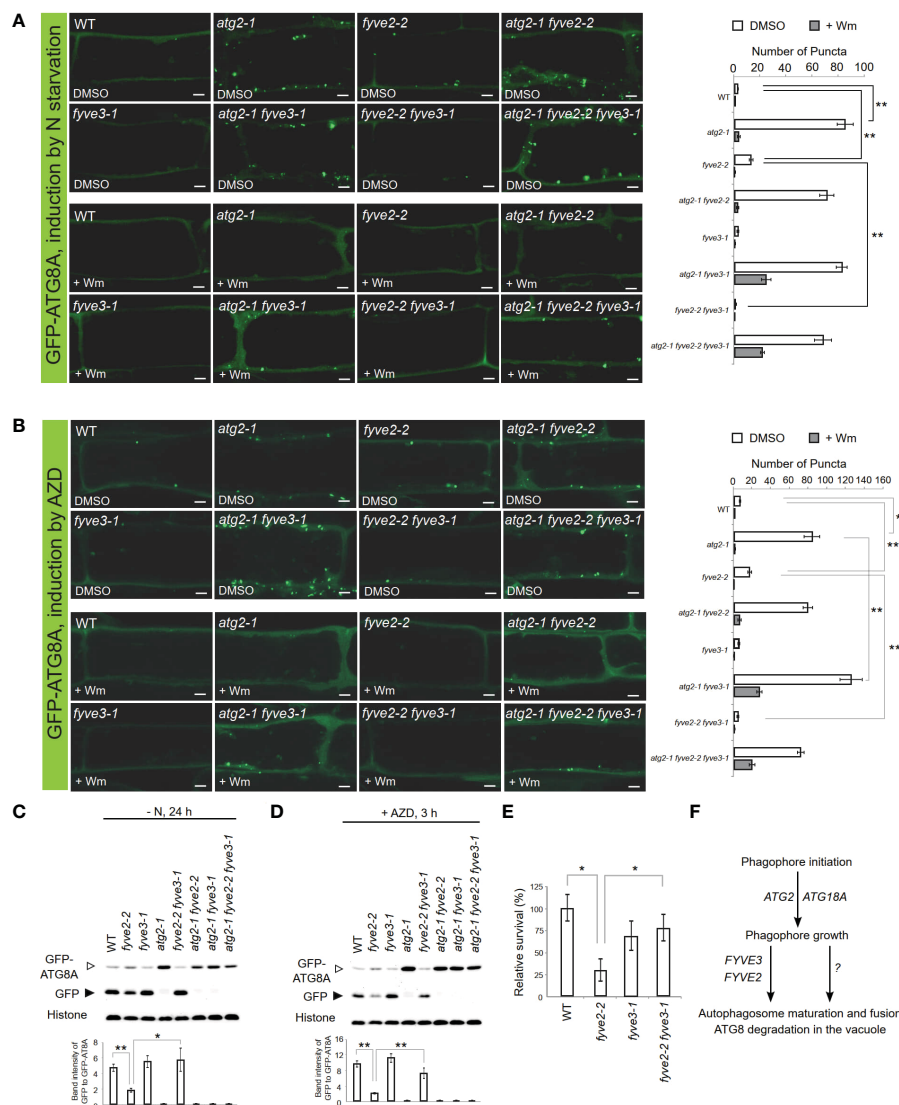 A
GFP-ATG8A, induction by N starvation
WT
atg2-1
fyve2-2
atg2-1 fyve2-2
DMSO
DMSO
DMSO
DMSO
fyve3-1
atg2-1 fyve3-1
fyve2-2 fyve3-1
atg2-1 fyve2-2 fyve3-1
DMSO
DMSO
DMSO
DMSO
WT
atg2-1
fyve2-2
atg2-1 fyve2-2
+ Wm
+ Wm
+ Wm
+ Wm
fyve3-1
atg2-1 fyve3-1
fyve2-2 fyve3-1
atg2-1 fyve2-2 fyve3-1
+ Wm
+ Wm
+ Wm
+ Wm
DMSO
+ Wm
Number of Puncta
0 20 40 60 80 100
WT
atg2-1
fyve2-2
atg2-1 fyve2-2
fyve3-1
atg2-1 fyve3-1
fyve2-2 fyve3-1
atg2-1 fyve2-2 fyve3-1
**
**
**
B
GFP-ATG8A, induction by AZD
WT
atg2-1
fyve2-2
atg2-1 fyve2-2
DMSO
DMSO
DMSO
DMSO
fyve3-1
atg2-1 fyve3-1
fyve2-2 fyve3-1
atg2-1 fyve2-2 fyve3-1
DMSO
DMSO
DMSO
DMSO
WT
atg2-1
fyve2-2
atg2-1 fyve2-2
+ Wm
+ Wm
+ Wm
+ Wm
fyve3-1
atg2-1 fyve3-1
fyve2-2 fyve3-1
atg2-1 fyve2-2 fyve3-1
+ Wm
+ Wm
+ Wm
+ Wm
DMSO
+ Wm
Number of Puncta
0 20 40 60 80 100 120 140 160
WT
atg2-1
fyve2-2
atg2-1 fyve2-2
fyve3-1
atg2-1 fyve3-1
fyve2-2 fyve3-1
atg2-1 fyve2-2 fyve3-1
*
**
**
**
C
- N, 24 h
WT
fyve2-2
fyve3-1
atg2-1
fyve2-2 fyve3-1
atg2-1 fyve2-2
atg2-1 fyve3-1
atg2-1 fyve2-2 fyve3-1
GFP-
ATG8A
GFP
Histone
Band intensity of
GFP to GFP-AT8A
8
6
4
2
0
**
*
D
+ AZD, 3 h
WT
fyve2-2
fyve3-1
atg2-1
fyve2-2 fyve3-1
atg2-1 fyve2-2
atg2-1 fyve3-1
atg2-1 fyve2-2 fyve3-1
GFP-
ATG8A
GFP
Histone
Band intensity of
GFP to GFP-AT8A
16
12
8
4
0
**
**
E
Relative survival (%)
125
100
75
50
25
0
*
*
WT
fyve2-2
fyve3-1
fyve2-2 fyve3-1
F
Phagophore initiation
ATG2 ATG18A
Phagophore growth
FYVE3
FYVE2
?
Autophagosome maturation and fusion
ATG8 degradation in the vacuole